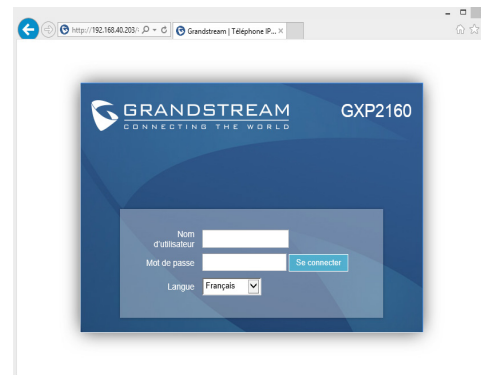 http://192.168.40.203/
Grandstream | Téléphone IP...
GRANDSTREAM
CONNECTING THE WORLD
GXP2160
Nom
d'utilisateur
Mot de passe
Se connecter
Langue
Français